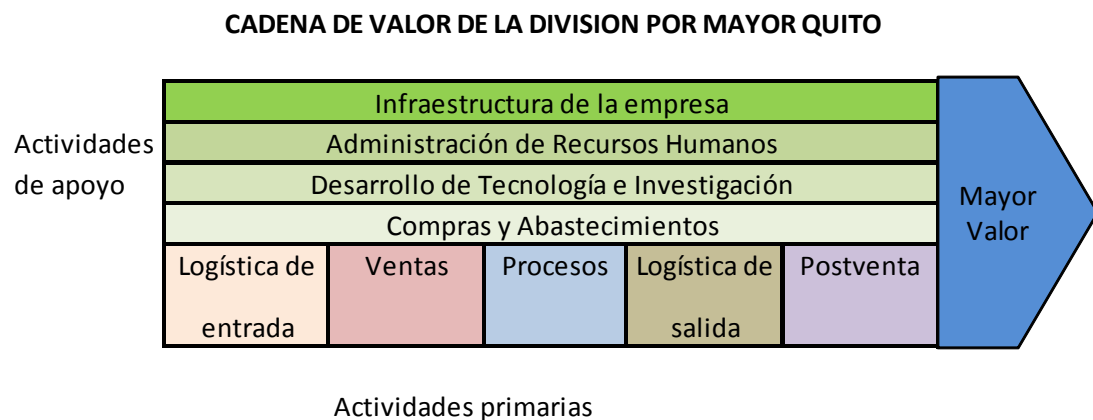 CADENA DE VALOR DE LA DIVISION POR MAYOR QUITO
Infraestructura de la empresa
Actividades
de apoyo
Administración de Recursos Humanos
Desarrollo de Tecnología e Investigación
Compras y Abastecimientos
Mayor
Valor
Logística de
entrada
Ventas
Procesos
Logística de
salida
Postventa
Actividades primarias